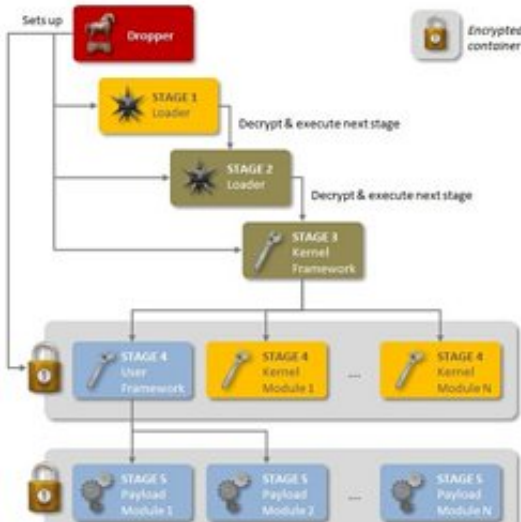 Sets up
Dropper
Encrypted
container
STAGE 1
Loader
Decrypt & execute next stage
STAGE 2
Loader
Decrypt & execute next stage
STAGE 3
Kernel
Framework
STAGE 4
User
Framework
STAGE 4
Kernel
Module 1
...
STAGE 4
Kernel
Module N
STAGE 5
Payload
Module 1
STAGE 5
Payload
Module 2
...
STAGE 5
Payload
Module N